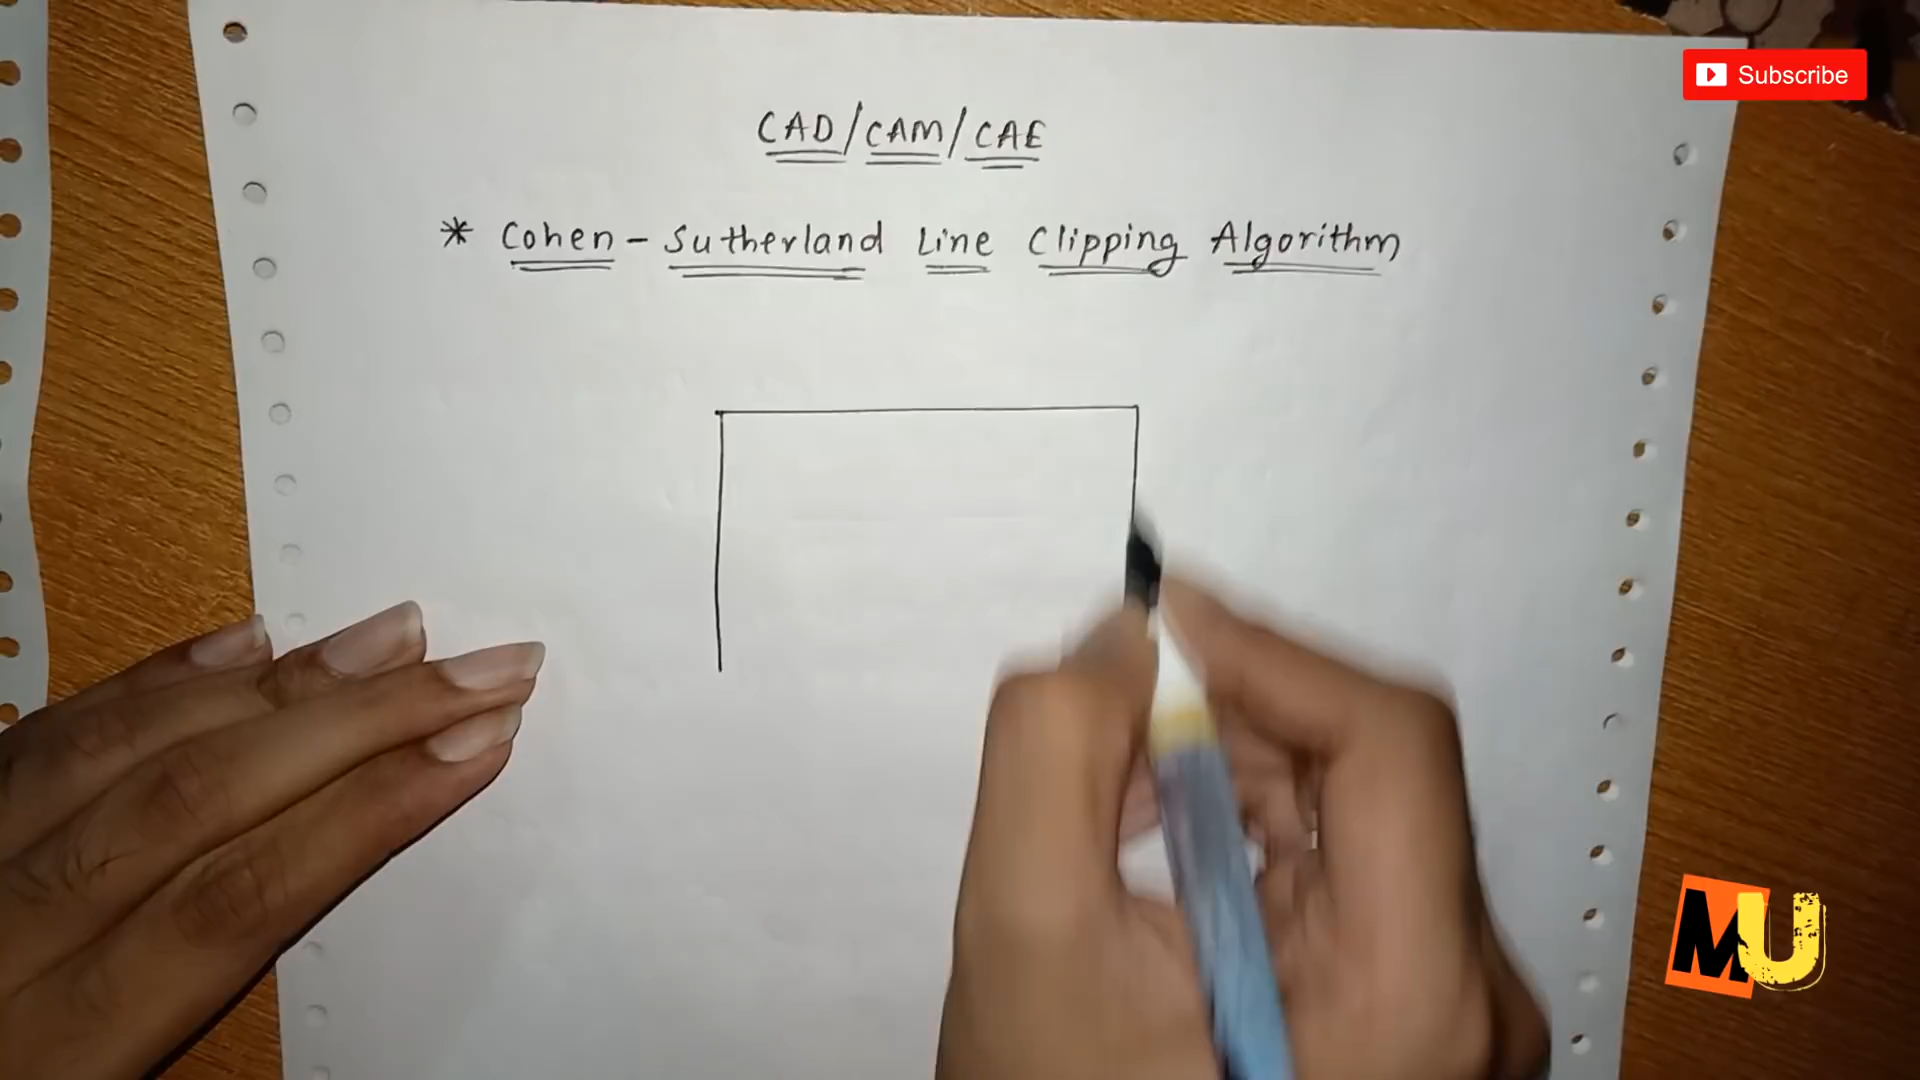 Subscribe
CAD/CAM/CAE
* Cohen - Sutherland Line Clipping Algorithm
MU